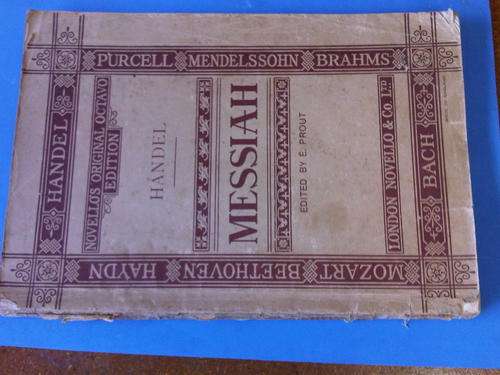 HANDEL
NOVELLO'S ORIGINAL OCTAVO
EDITION
HANDEL
MESSIAH
EDITED BY E. PROUT
LONDON NOVELLO & Co LTD
BACH
PURCELL MENDELSSOHN BRAHMS
MOZART BEETHOVEN HAYDN